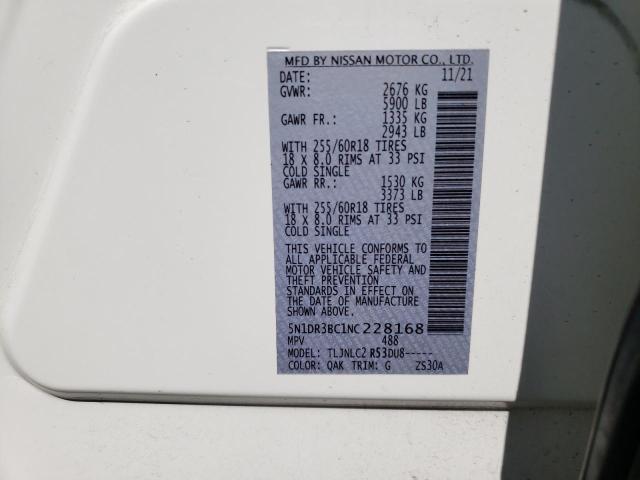 MFD BY NISSAN MOTOR CO., LTD.
DATE: 11/21
GVWR: 2676 KG
5900 LB
GAWR FR.: 1335 KG
2943 LB
WITH 255/60R18 TIRES
18 X 8.0 RIMS AT 33 PSI
COLD SINGLE
GAWR RR.: 1530 KG
3373 LB
WITH 255/60R18 TIRES
18 X 8.0 RIMS AT 33 PSI
COLD SINGLE
THIS VEHICLE CONFORMS TO
ALL APPLICABLE FEDERAL
MOTOR VEHICLE SAFETY AND
THEFT PREVENTION
STANDARDS IN EFFECT ON
THE DATE OF MANUFACTURE
SHOWN ABOVE.
5N1DR3BC1NC228168
MPV 488
MODEL: TLJNLC2 R53DU8-----
COLOR: QAK TRIM: G ZS30A